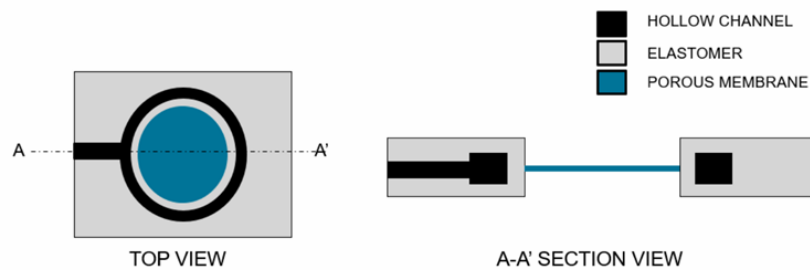 HOLLOW CHANNEL
ELASTOMER
POROUS MEMBRANE
A
A'
TOP VIEW
A-A' SECTION VIEW